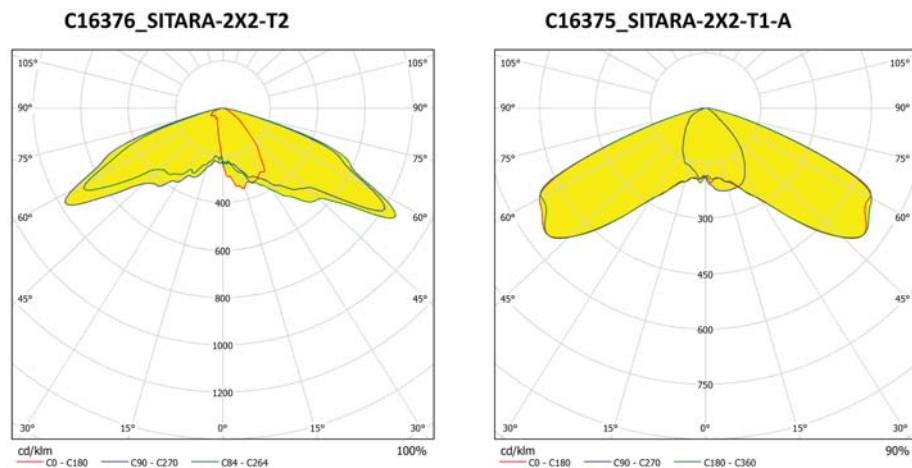 C16376_SITARA-2X2-T2
C16375_SITARA-2X2-T1-A
105° 105°
90° 90°
75° 75°
60° 60°
45° 45°
400
600
800
1000
1200
30° 15° 0° 15° 30°
cd/klm 100%
C0 - C180 C90 - C270 C84 - C264
105° 105°
90° 90°
75° 75°
60° 60°
45° 45°
300
450
600
750
30° 15° 0° 15° 30°
cd/klm 90%
C0 - C180 C90 - C270 C180 - C360